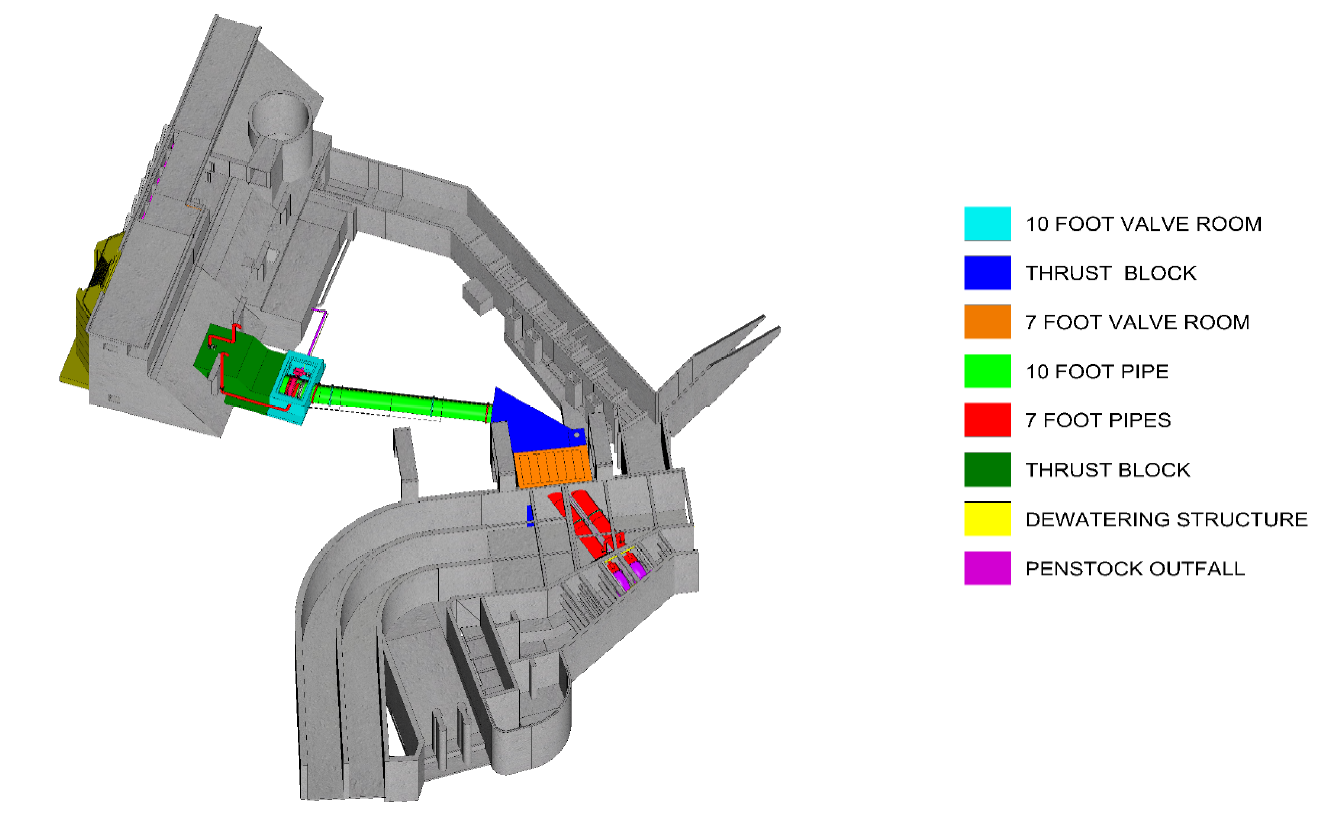 10 FOOT VALVE ROOM
THRUST BLOCK
7 FOOT VALVE ROOM
10 FOOT PIPE
7 FOOT PIPES
THRUST BLOCK
DEWATERING STRUCTURE
PENSTOCK OUTFALL